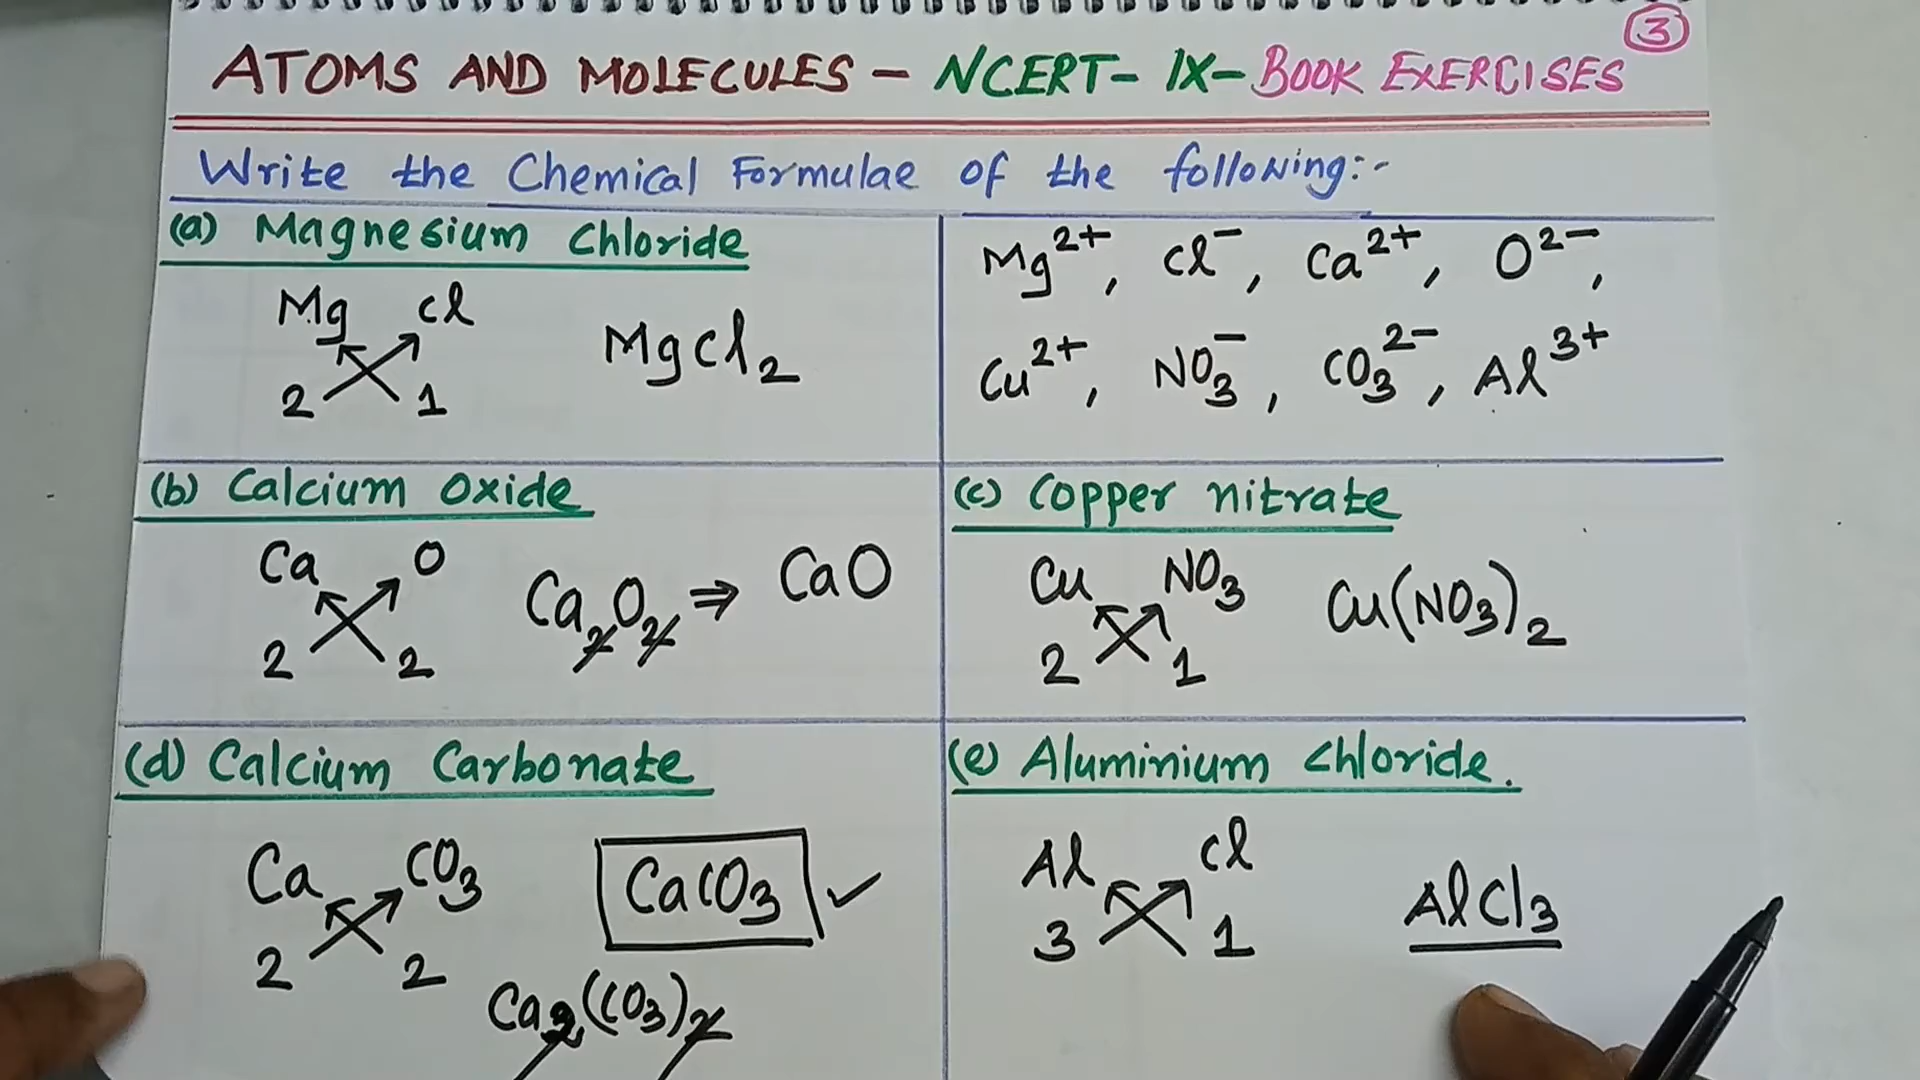 3
ATOMS AND MOLECULES - NCERT- IX- BOOK EXERCISES
Write the Chemical Formulae of the following:-
(a) Magnesium Chloride
Mg Cl
2 1
MgCl₂
Mg²⁺, Cl⁻, Ca²⁺, O²⁻,
Cu²⁺, NO₃⁻, CO₃²⁻, Al³⁺
(b) Calcium Oxide
Ca O
2 2
Ca₂O₂ ⇒ CaO
(c) Copper nitrate
Cu NO₃
2 1
Cu(NO₃)₂
(d) Calcium Carbonate
Ca CO₃
2 2
CaCO₃ ✓
Ca₂(CO₃)₂
(e) Aluminium Chloride.
Al Cl
3 1
AlCl₃